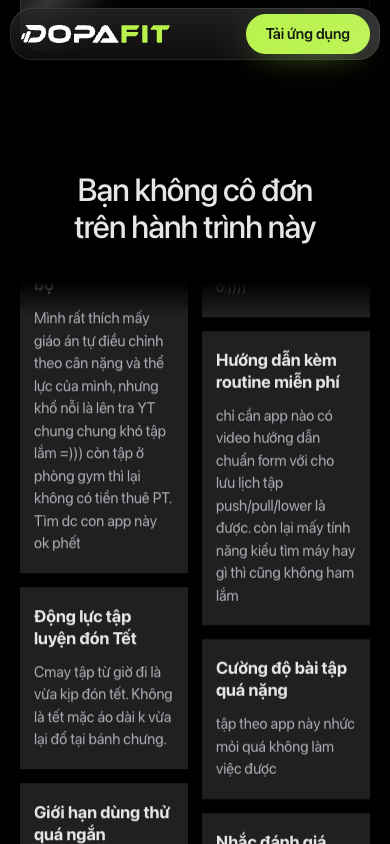 DOPAFIT
Tải ứng dụng
Bạn không cô đơn
trên hành trình này
bộ
Mình rất thích mấy
giáo án tự điều chỉnh
theo cân nặng và thể
lực của mình, nhưng
khổ nỗi là lên tra YT
chung chung khó tập
lắm =))) còn tập ở
phòng gym thì lại
không có tiền thuê PT.
Tìm dc con app này
ok phết
Động lực tập
luyện đón Tết
Cmay tập từ giờ đi là
vừa kịp đón tết. Không
là tết mặc áo dài k vừa
lại đổ tại bánh chưng.
Giới hạn dùng thử
quá ngắn
Hướng dẫn kèm
routine miễn phí
chỉ cần app nào có
video hướng dẫn
chuẩn form với cho
lưu lịch tập
push/pull/lower là
được. còn lại mấy tính
năng kiểu tìm máy hay
gì thì cũng không ham
lắm
Cường độ bài tập
quá nặng
tập theo app này nhức
mỏi quá không làm
việc được
Nhắc đánh giá